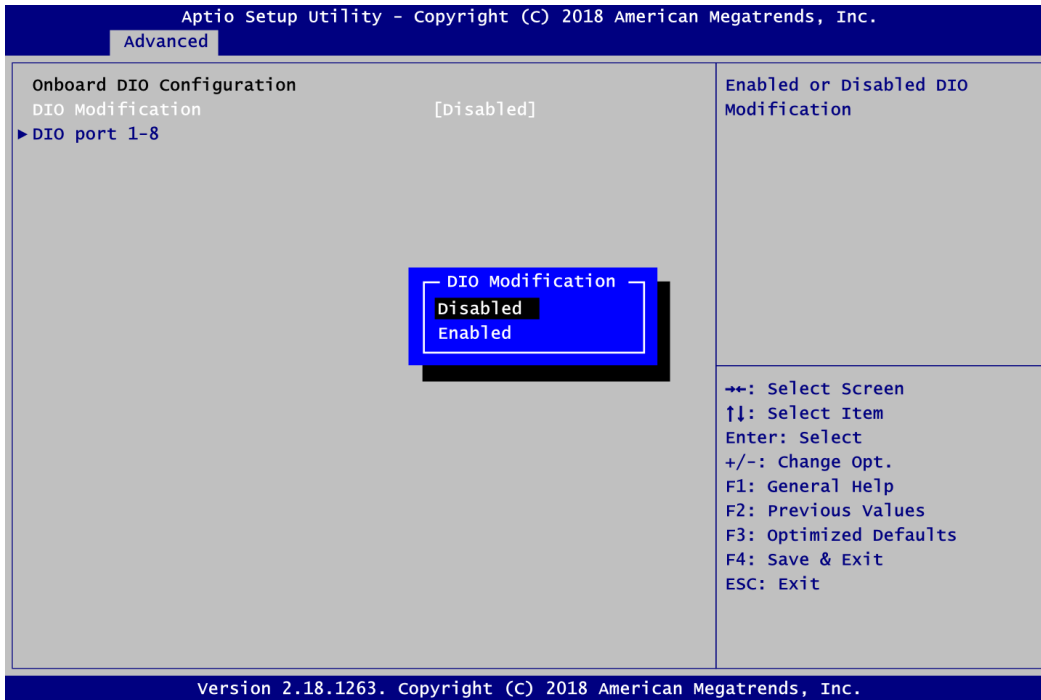 Aptio Setup Utility - Copyright (C) 2018 American Megatrends, Inc.
Advanced
Onboard DIO Configuration
DIO Modification [Disabled]
►DIO port 1-8
DIO Modification
Disabled
Enabled
Enabled or Disabled DIO
Modification
→←: Select Screen
↑↓: Select Item
Enter: Select
+/-: Change Opt.
F1: General Help
F2: Previous Values
F3: Optimized Defaults
F4: Save & Exit
ESC: Exit
Version 2.18.1263. Copyright (C) 2018 American Megatrends, Inc.